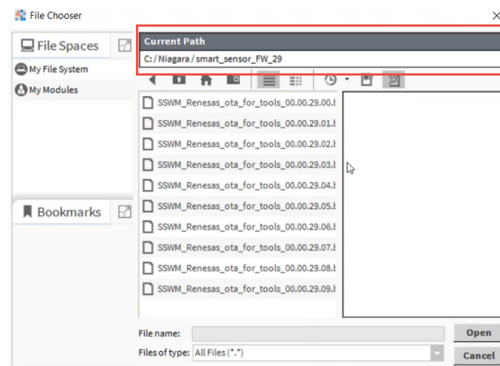 File Chooser
File Spaces
My File System
My Modules
Bookmarks
Current Path
C:/Niagara/smart_sensor_FW_29
SSWM_Renesas_ota_for_tools_00.00.29.00.b
SSWM_Renesas_ota_for_tools_00.00.29.01.b
SSWM_Renesas_ota_for_tools_00.00.29.02.b
SSWM_Renesas_ota_for_tools_00.00.29.03.b
SSWM_Renesas_ota_for_tools_00.00.29.04.b
SSWM_Renesas_ota_for_tools_00.00.29.05.b
SSWM_Renesas_ota_for_tools_00.00.29.06.b
SSWM_Renesas_ota_for_tools_00.00.29.07.b
SSWM_Renesas_ota_for_tools_00.00.29.08.b
SSWM_Renesas_ota_for_tools_00.00.29.09.b
File name:
Open
Files of type: All Files (*.*)
Cancel